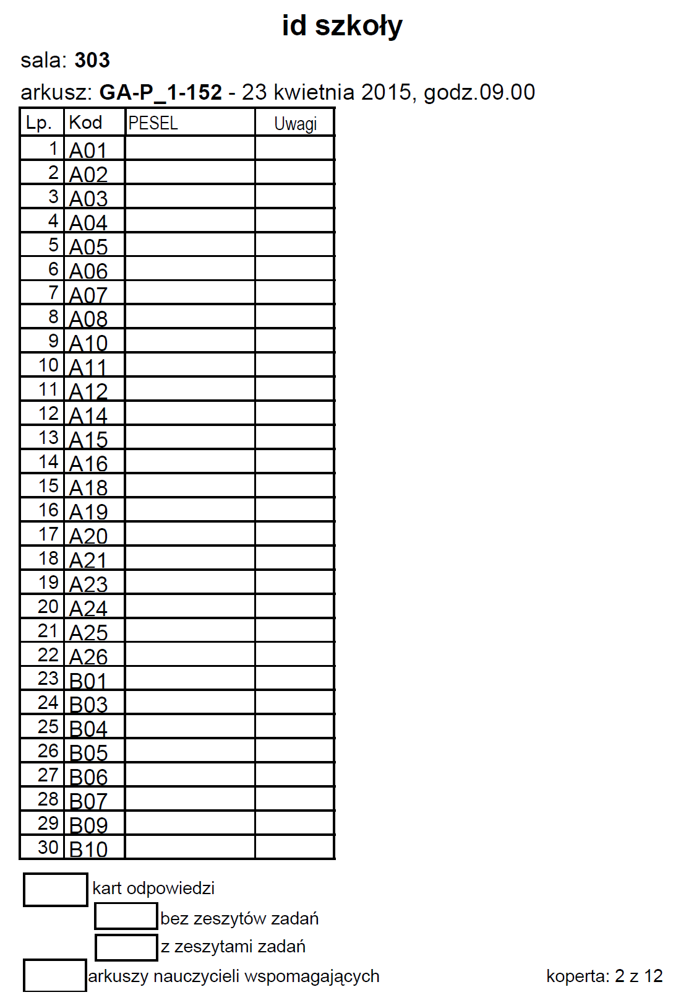 id szkoły
sala: 303
arkusz: GA-P_1-152 - 23 kwietnia 2015, godz.09.00
Lp. Kod PESEL Uwagi
1 A01
2 A02
3 A03
4 A04
5 A05
6 A06
7 A07
8 A08
9 A10
10 A11
11 A12
12 A14
13 A15
14 A16
15 A18
16 A19
17 A20
18 A21
19 A23
20 A24
21 A25
22 A26
23 B01
24 B03
25 B04
26 B05
27 B06
28 B07
29 B09
30 B10
kart odpowiedzi
bez zeszytów zadań
z zeszytami zadań
arkuszy nauczycieli wspomagających koperta: 2 z 12